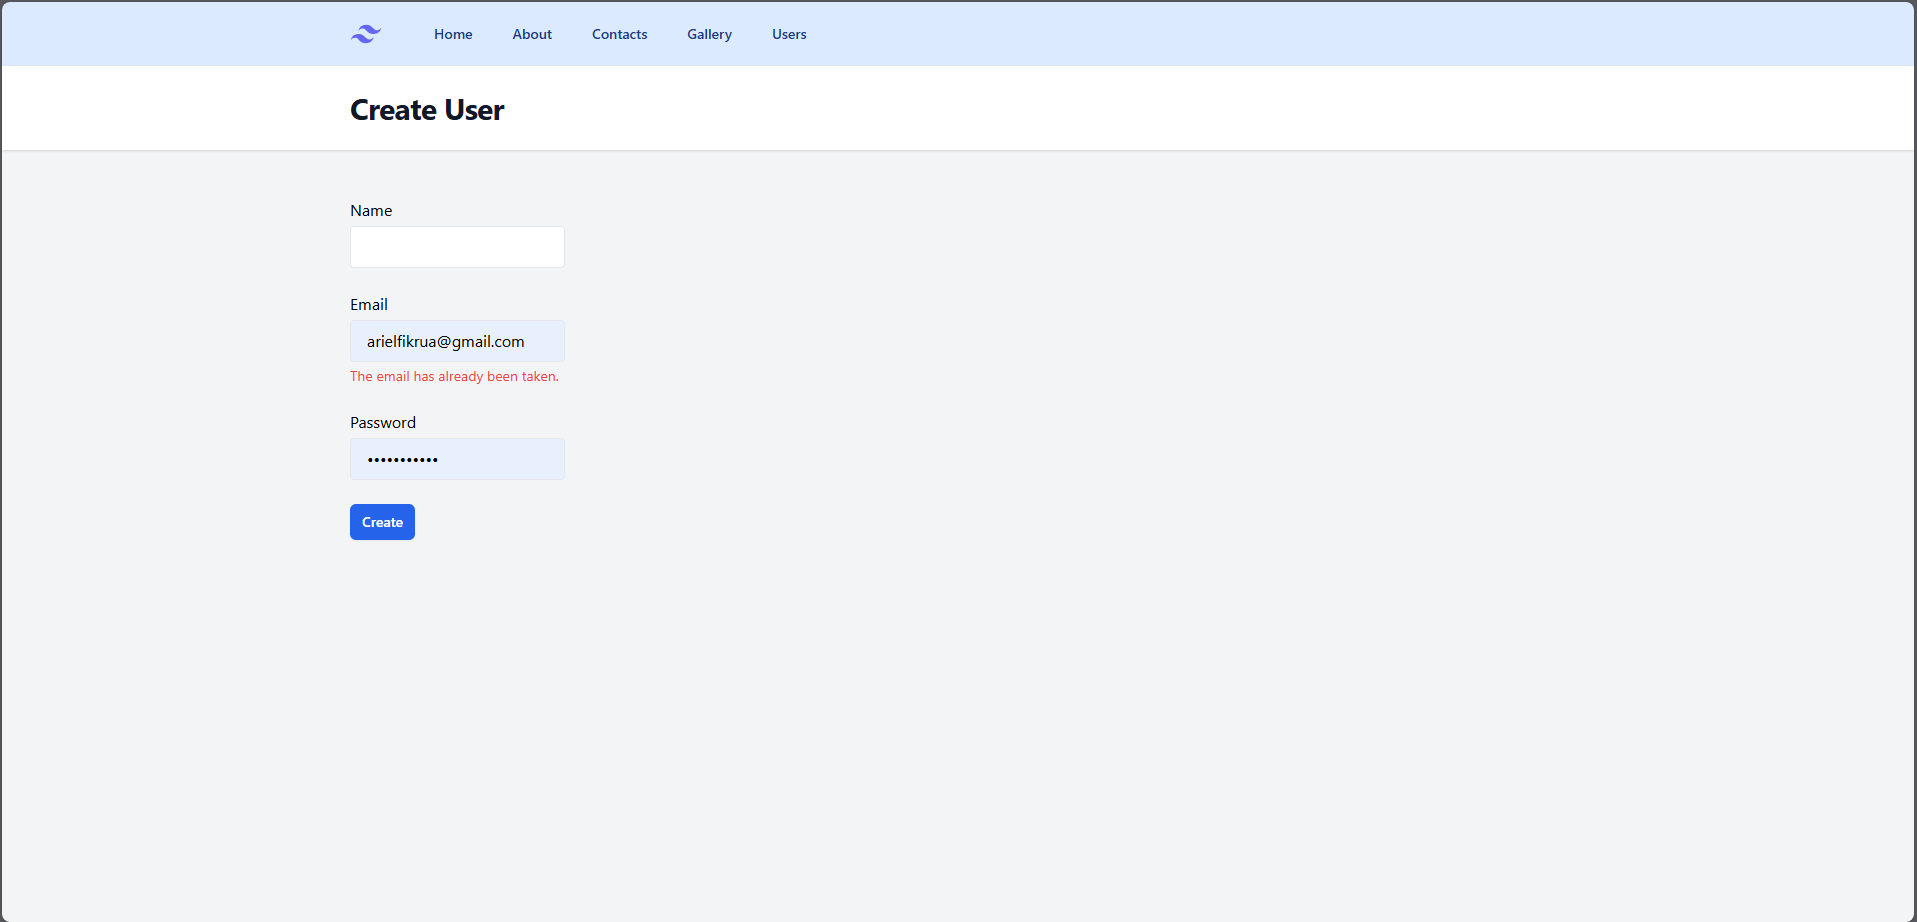 Home About Contacts Gallery Users
Create User
Name
Email
arielfikrua@gmail.com
The email has already been taken.
Password
•••••••••••
Create